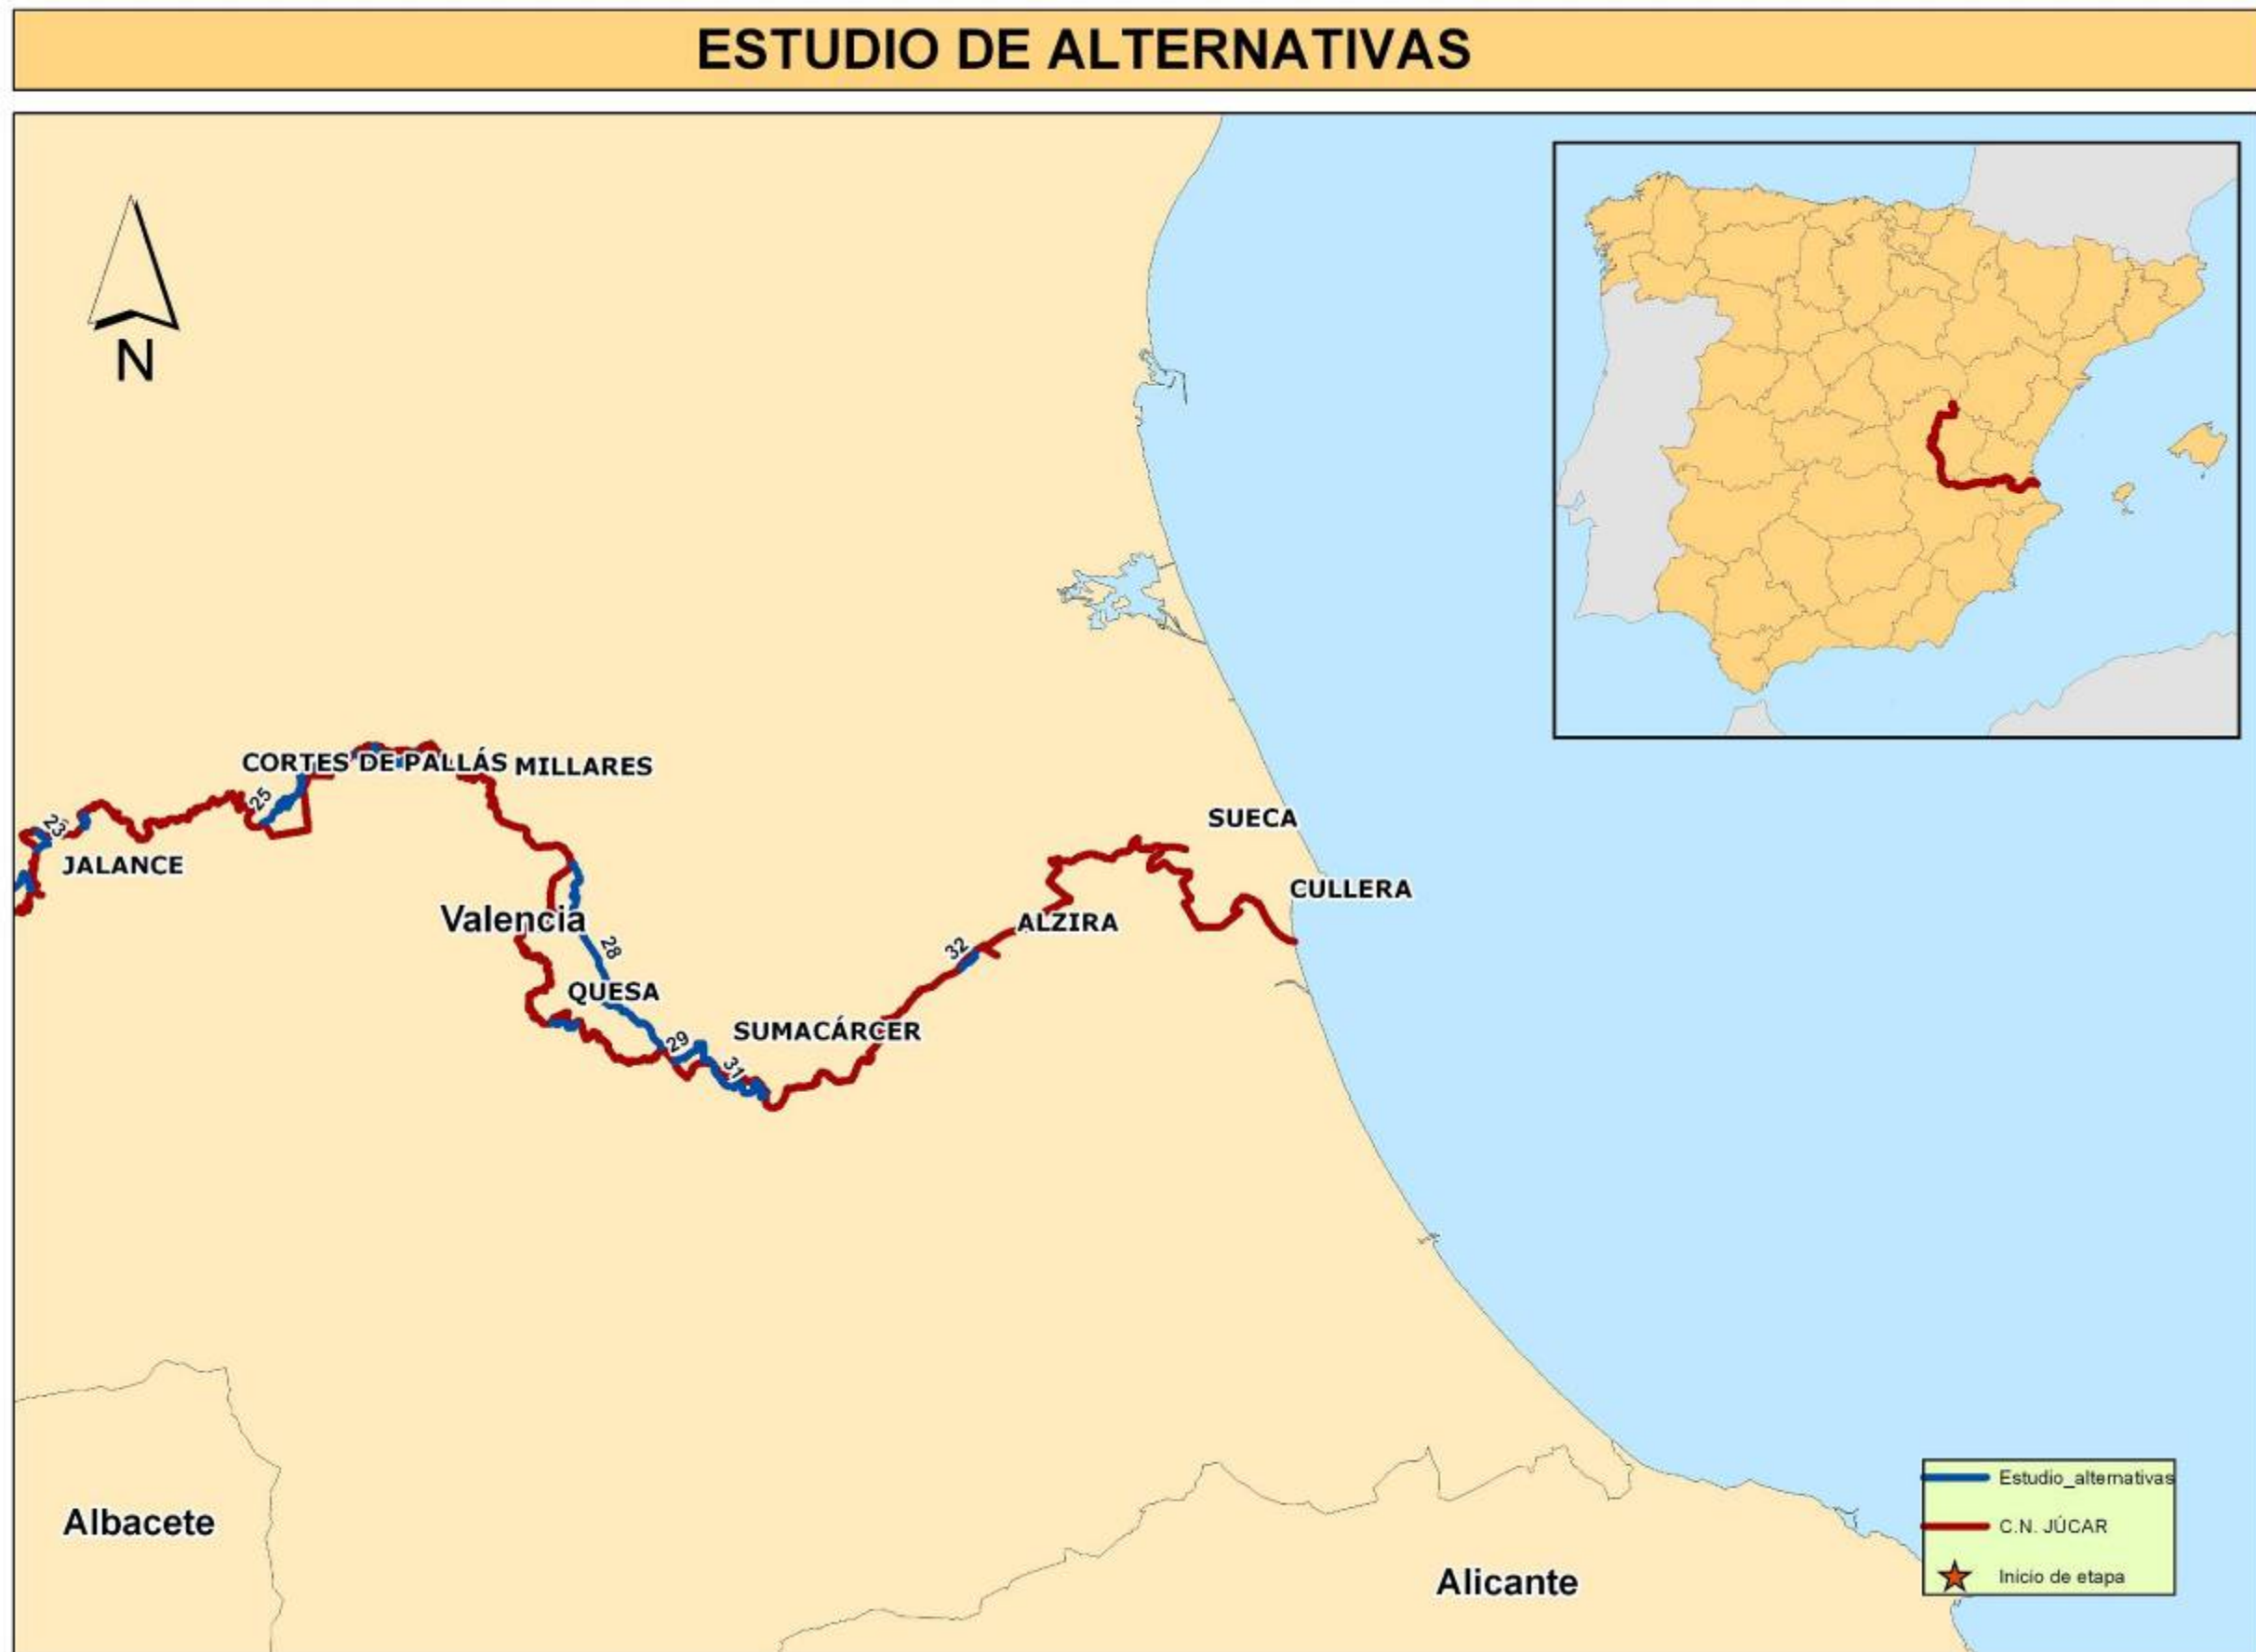 ESTUDIO DE ALTERNATIVAS
N
CORTES DE PALLÁS
MILLARES
25
23
JALANCE
SUECA
CULLERA
Valencia
ALZIRA
28
32
QUESA
SUMACÁRCER
29
31
Estudio_alternativas
C.N. JÚCAR
Inicio de etapa
Albacete
Alicante